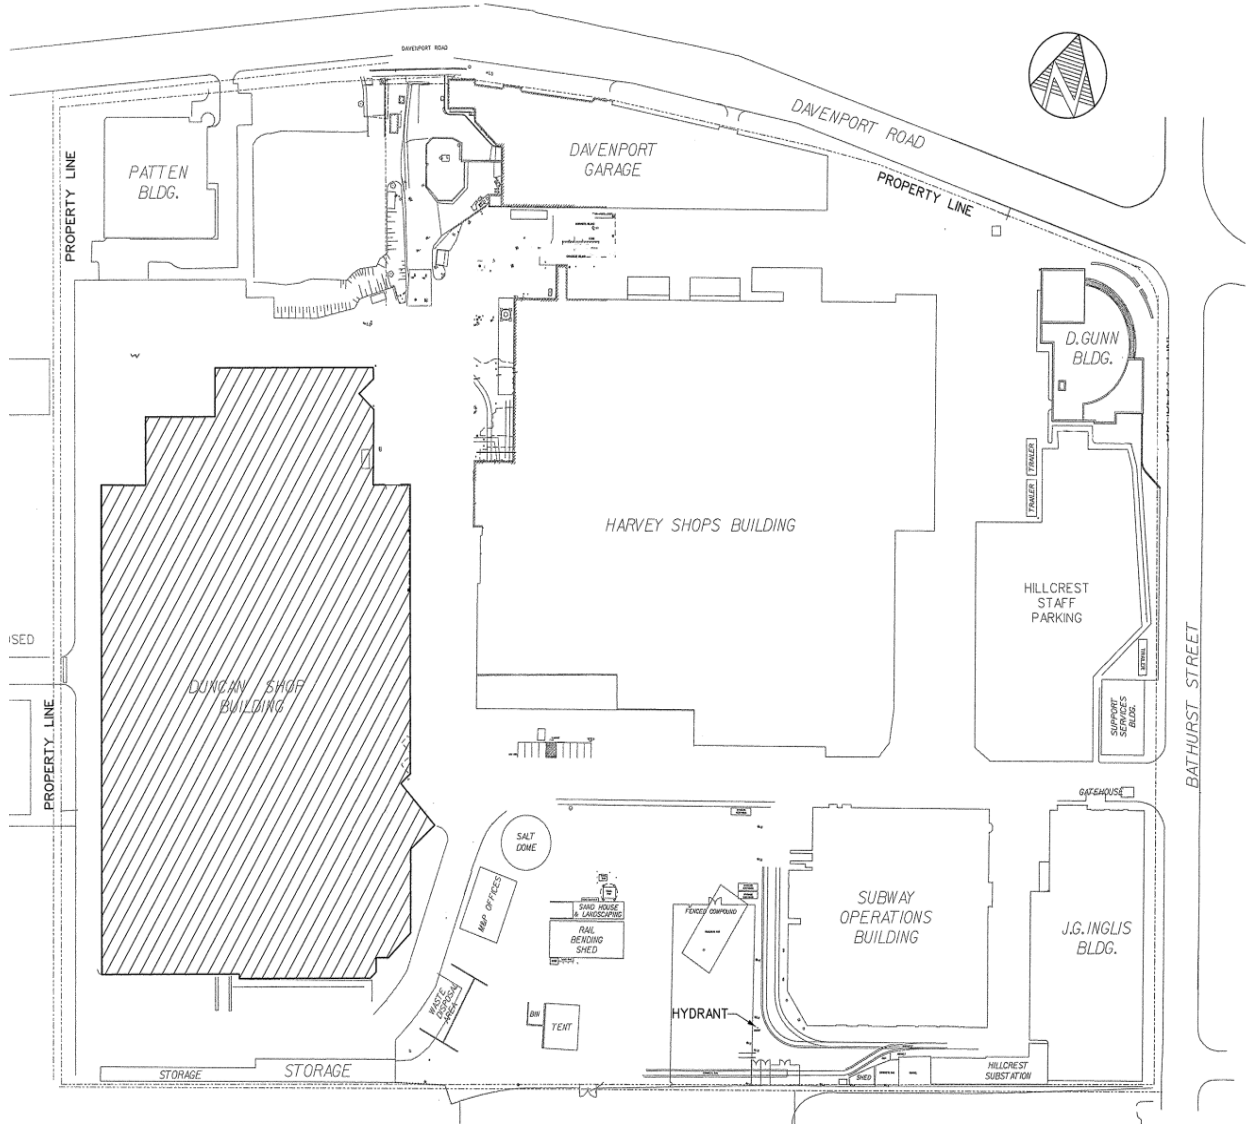 DAVENPORT ROAD
DAVENPORT ROAD
N
PROPERTY LINE
PATTEN
BLDG.
DAVENPORT
GARAGE
PROPERTY LINE
D.GUNN
BLDG.
TRAILER
TRAILER
HARVEY SHOPS BUILDING
HILLCREST
STAFF
PARKING
OSED
TRAILER
BATHURST STREET
DUNCAN SHOP
BUILDING
PROPERTY LINE
SUPPORT
SERVICES
BLDG.
GATEHOUSE
SALT
DOME
M&P OFFICES
SAND HOUSE
& LANDSCAPING
RAIL
BENDING
SHED
FENCED COMPOUND
SUBWAY
OPERATIONS
BUILDING
J.G.INGLIS
BLDG.
WASTE
DISPOSAL
AREA
BIN
TENT
HYDRANT
STORAGE
STORAGE
SHED
HILLCREST
SUBSTATION